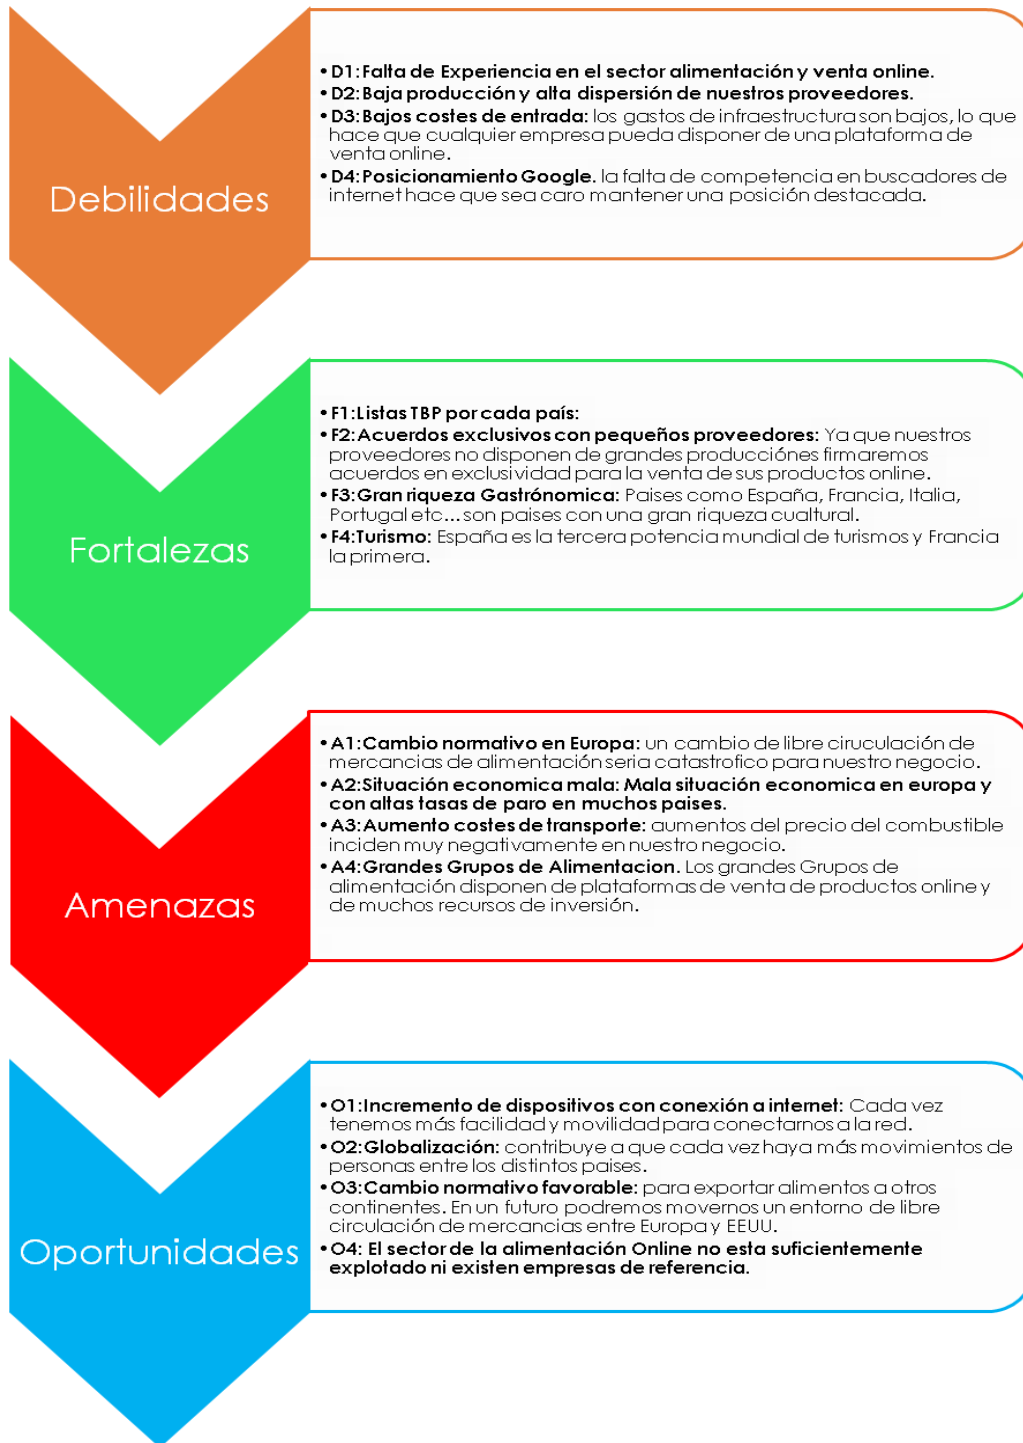 Debilidades
• D1:Falta de Experiencia en el sector alimentación y venta online.
• D2:Baja producción y alta dispersión de nuestros proveedores.
• D3:Bajos costes de entrada: los gastos de infraestructura son bajos, lo que
hace que cualquier empresa pueda disponer de una plataforma de
venta online.
• D4:Posicionamiento Google. la falta de competencia en buscadores de
internet hace que sea caro mantener una posición destacada.
Fortalezas
• F1:Listas TBP por cada país:
• F2:Acuerdos exclusivos con pequeños proveedores: Ya que nuestros
proveedores no disponen de grandes producciónes firmaremos
acuerdos en exclusividad para la venta de sus productos online.
• F3:Gran riqueza Gastrónomica: Paises como España, Francia, Italia,
Portugal etc... son paises con una gran riqueza cualtural.
• F4:Turismo: España es la tercera potencia mundial de turismos y Francia
la primera.
Amenazas
• A1:Cambio normativo en Europa: un cambio de libre ciruculación de
mercancias de alimentación seria catastrofico para nuestro negocio.
• A2:Situación economica mala: Mala situación economica en europa y
con altas tasas de paro en muchos paises.
• A3:Aumento costes de transporte: aumentos del precio del combustible
inciden muy negativamente en nuestro negocio.
• A4:Grandes Grupos de Alimentacion. Los grandes Grupos de
alimentación disponen de plataformas de venta de productos online y
de muchos recursos de inversión.
Oportunidades
• O1:Incremento de dispositivos con conexión a internet: Cada vez
tenemos más facilidad y movilidad para conectarnos a la red.
• O2:Globalización: contribuye a que cada vez haya más movimientos de
personas entre los distintos paises.
• O3:Cambio normativo favorable: para exportar alimentos a otros
continentes. En un futuro podremos movernos un entorno de libre
circulación de mercancias entre Europa y EEUU.
• O4: El sector de la alimentación Online no esta suficientemente
explotado ni existen empresas de referencia.